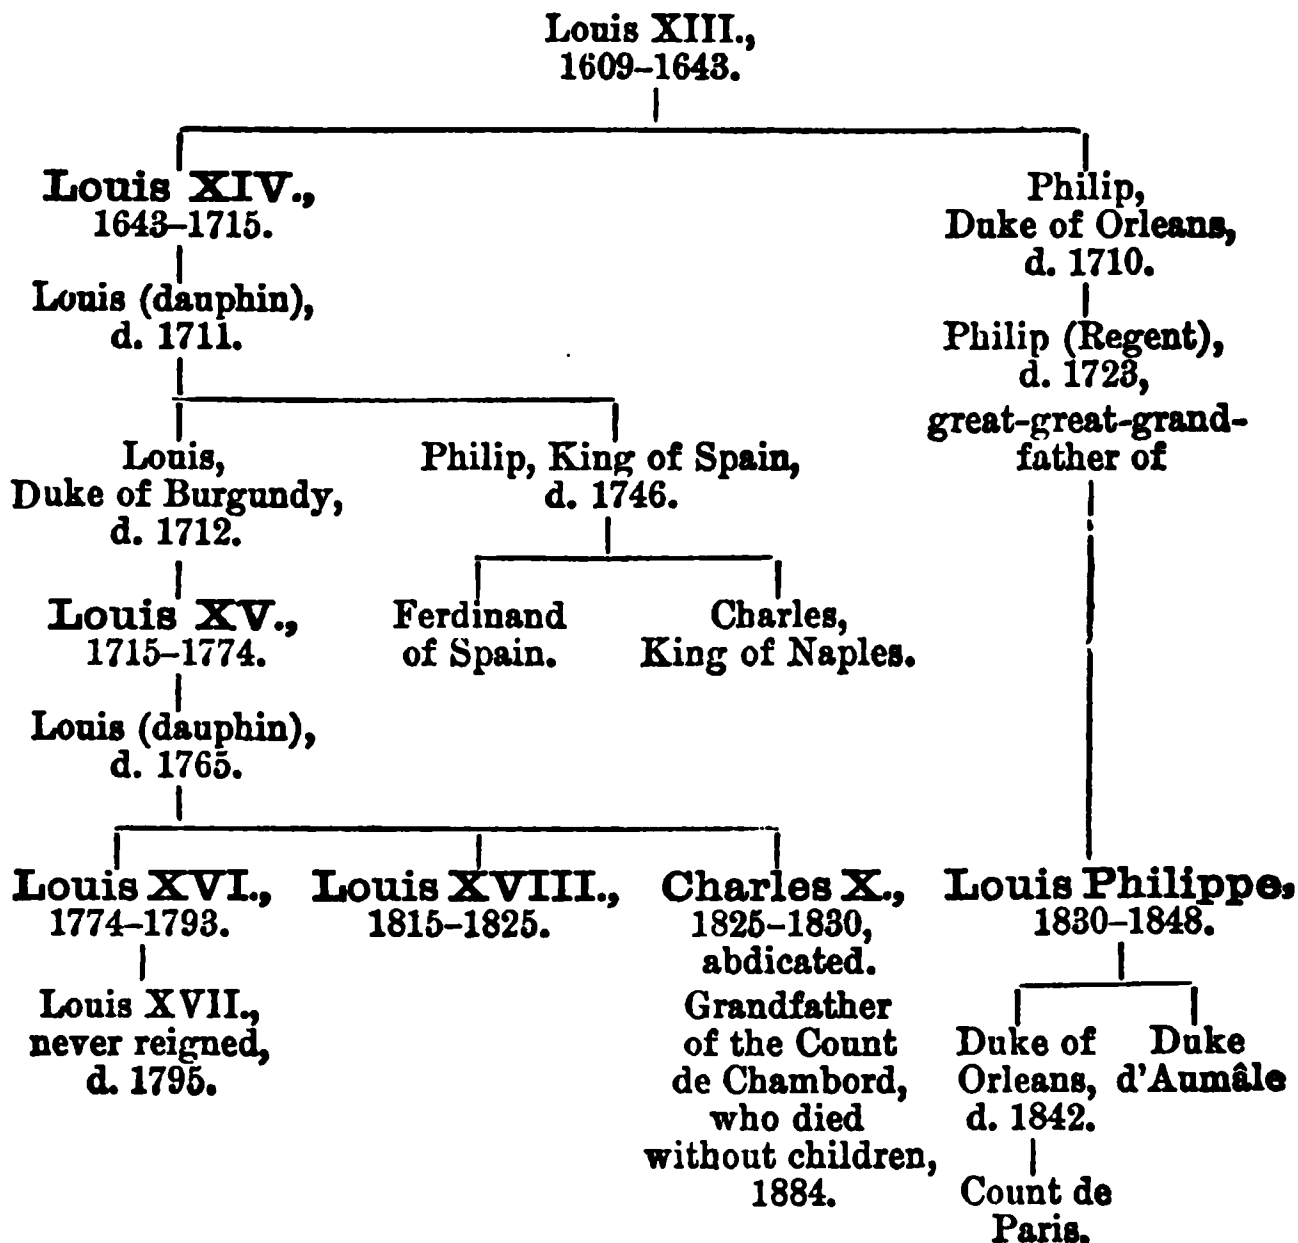 Louis XIII.,
1609–1643.
Louis XIV.,
1643–1715.
Philip,
Duke of Orleans,
d. 1710.
Louis (dauphin),
d. 1711.
Philip (Regent),
d. 1723,
great-great-grand-
father of
Louis,
Duke of Burgundy,
d. 1712.
Philip, King of Spain,
d. 1746.
Louis XV.,
1715–1774.
Ferdinand
of Spain.
Charles,
King of Naples.
Louis (dauphin),
d. 1765.
Louis XVI.,
1774–1793.
Louis XVIII.,
1815–1825.
Charles X.,
1825–1830,
abdicated.
Grandfather
of the Count
de Chambord,
who died
without children,
1884.
Louis Philippe,
1830–1848.
Louis XVII.,
never reigned,
d. 1795.
Duke of
Orleans,
d. 1842.
Duke
d'Aumâle
Count de
Paris.